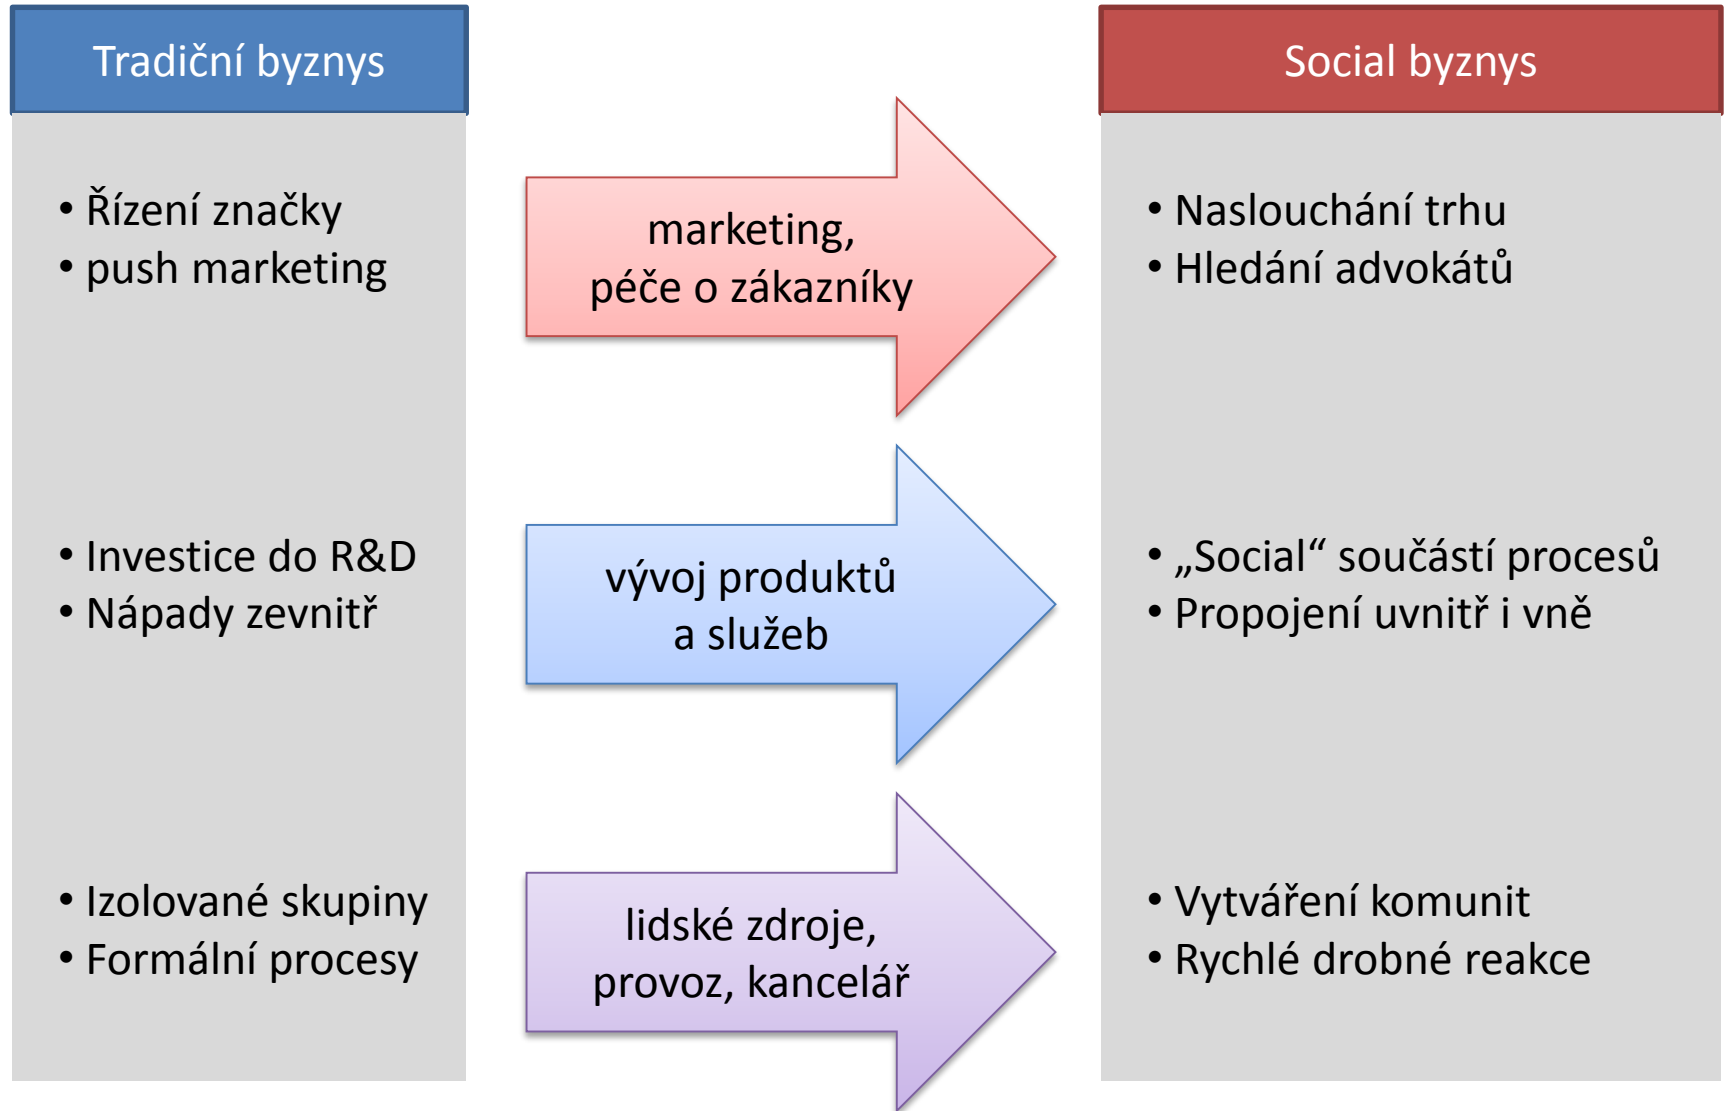 Tradiční byznys
Social byznys
• Řízení značky
• push marketing
marketing,
péče o zákazníky
• Naslouchání trhu
• Hledání advokátů
• Investice do R&D
• Nápady zevnitř
vývoj produktů
a služeb
• „Social“ součástí procesů
• Propojení uvnitř i vně
• Izolované skupiny
• Formální procesy
lidské zdroje,
provoz, kancelář
• Vytváření komunit
• Rychlé drobné reakce